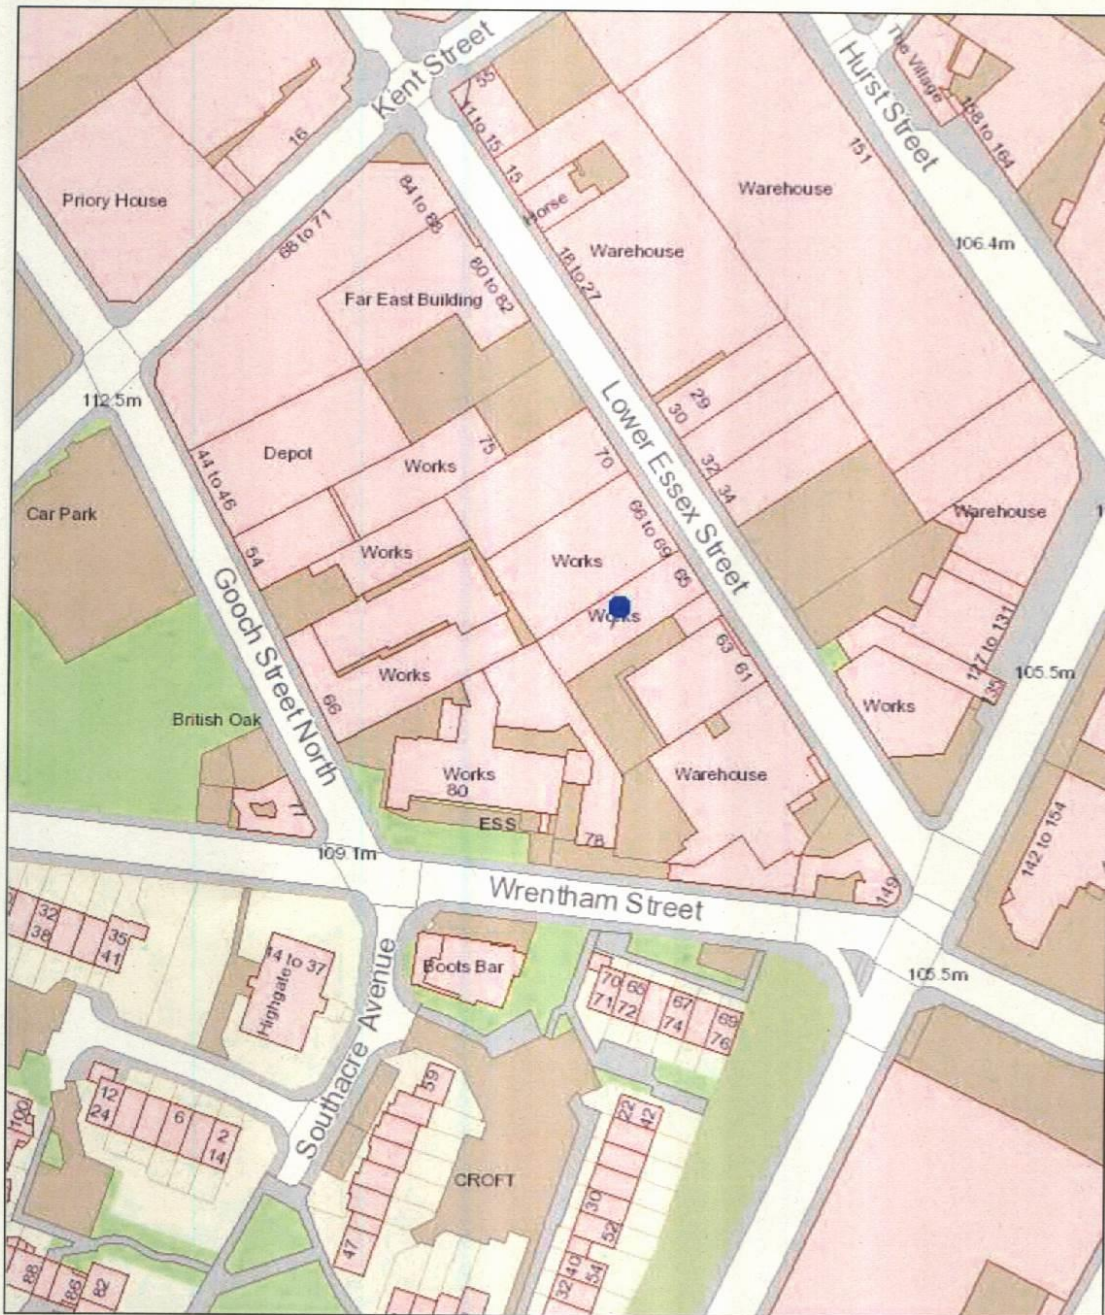 Kent Street
55
11 to 15
15
16
Hurst Street
The Village
158 to 164
151
Priory House
Warehouse
Horse
84 to 88
68 to 71
106.4m
Warehouse
18 to 27
80 to 82
Far East Building
112.5m
Lower Essex Street
29
30
Depot
75
Works
70
32
34
44 to 46
Car Park
Warehouse
66 to 69
54
Works
Works
65
Gooch Street North
Works
63
61
127 to 131
135
105.5m
Works
66
Works
British Oak
Works
80
Warehouse
77
ESS
78
142 to 154
109.1m
Wrentham Street
149
32
38
35
41
14 to 37
Highgate
Boots Bar
105.5m
70
65
67
69
71
72
74
76
Southacre Avenue
59
12
24
6
2
14
100
22
42
CROFT
30
52
47
40
54
32
88
86
82